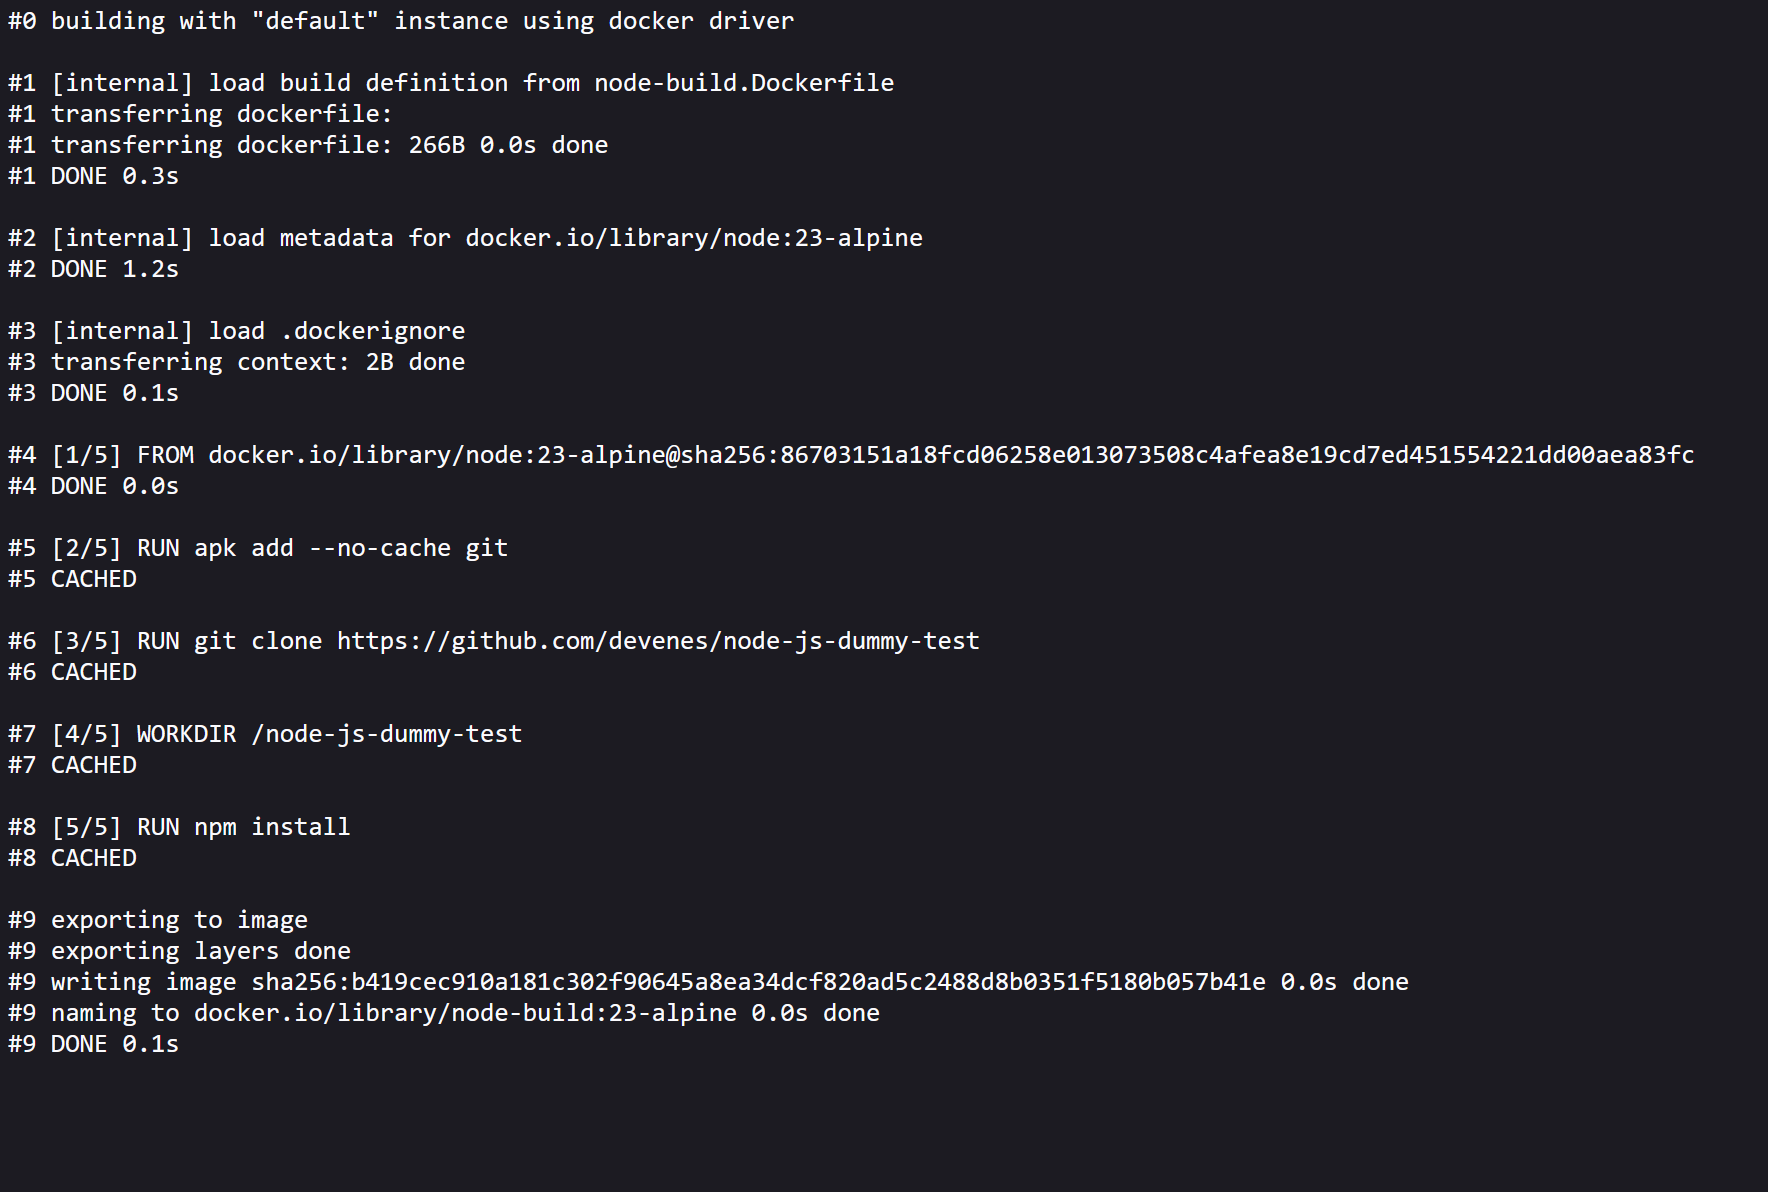 #0 building with "default" instance using docker driver
#1 [internal] load build definition from node-build.Dockerfile
#1 transferring dockerfile:
#1 transferring dockerfile: 266B 0.0s done
#1 DONE 0.3s
#2 [internal] load metadata for docker.io/library/node:23-alpine
#2 DONE 1.2s
#3 [internal] load .dockerignore
#3 transferring context: 2B done
#3 DONE 0.1s
#4 [1/5] FROM docker.io/library/node:23-alpine@sha256:86703151a18fcd06258e013073508c4afea8e19cd7ed451554221dd00aea83fc
#4 DONE 0.0s
#5 [2/5] RUN apk add --no-cache git
#5 CACHED
#6 [3/5] RUN git clone https://github.com/devenes/node-js-dummy-test
#6 CACHED
#7 [4/5] WORKDIR /node-js-dummy-test
#7 CACHED
#8 [5/5] RUN npm install
#8 CACHED
#9 exporting to image
#9 exporting layers done
#9 writing image sha256:b419cec910a181c302f90645a8ea34dcf820ad5c2488d8b0351f5180b057b41e 0.0s done
#9 naming to docker.io/library/node-build:23-alpine 0.0s done
#9 DONE 0.1s